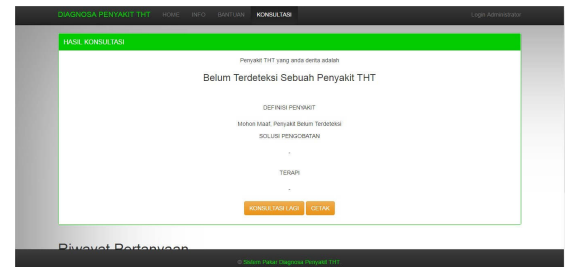 DIAGNOSA PENYAKIT THT HOME INFO BANTUAN KONSULTASI Login Administrator
HASIL KONSULTASI
Penyakit THT yang anda derita adalah
Belum Terdeteksi Sebuah Penyakit THT
DEFINISI PENYAKIT
Mohon Maaf, Penyakit Belum Terdeteksi
SOLUSI PENGOBATAN
-
TERAPI
-
KONSULTASI LAGI CETAK
Riwayat Pertanyaan
© Sistem Pakar Diagnosa Penyakit THT